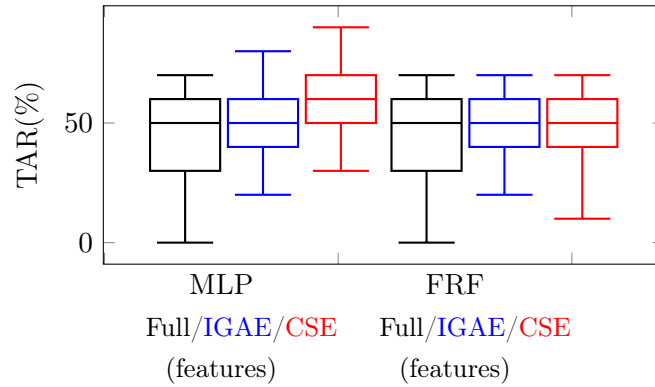 TAR(%)
50
0
MLP FRF
Full/IGAE/CSE Full/IGAE/CSE
(features) (features)